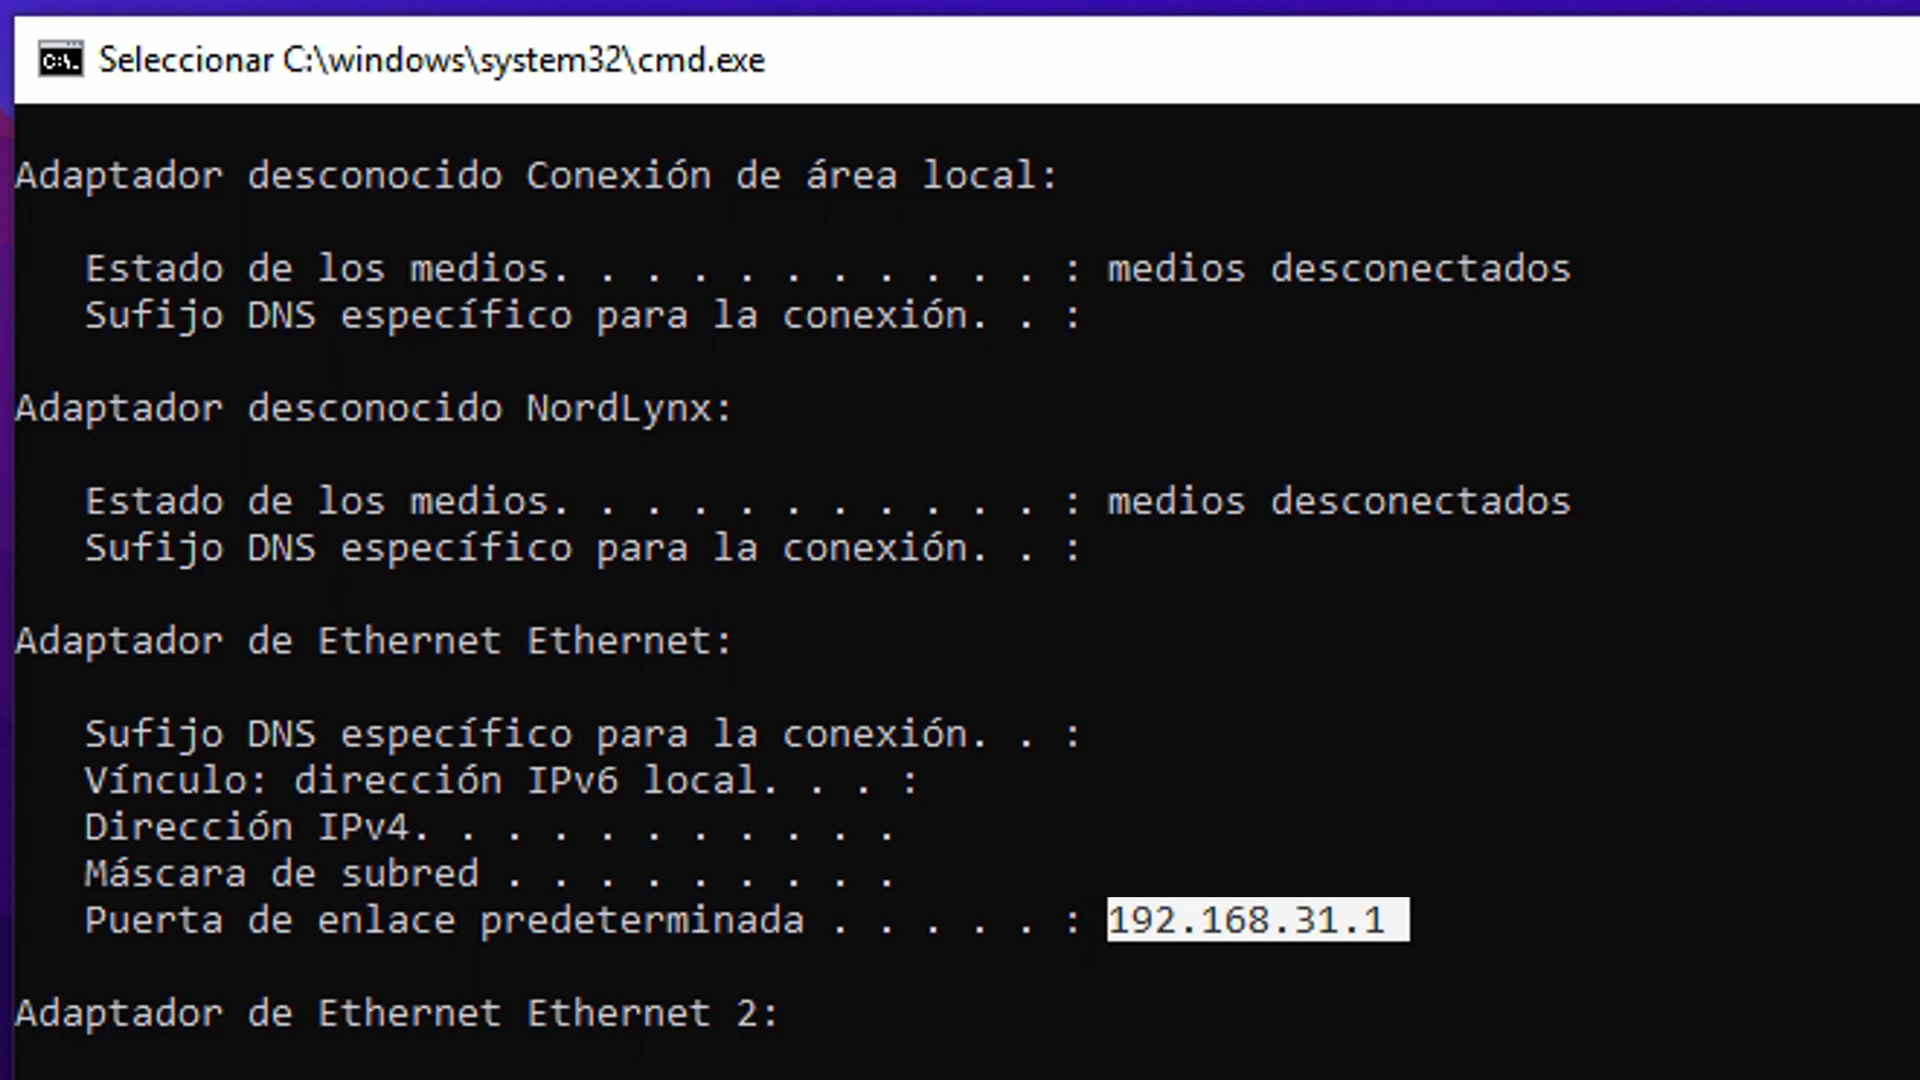 Seleccionar C:\windows\system32\cmd.exe
Adaptador desconocido Conexión de área local:
Estado de los medios. . . . . . . . . . . : medios desconectados
Sufijo DNS específico para la conexión. . :
Adaptador desconocido NordLynx:
Estado de los medios. . . . . . . . . . . : medios desconectados
Sufijo DNS específico para la conexión. . :
Adaptador de Ethernet Ethernet:
Sufijo DNS específico para la conexión. . :
Vínculo: dirección IPv6 local. . . :
Dirección IPv4. . . . . . . . . . .
Máscara de subred . . . . . . . . .
Puerta de enlace predeterminada . . . . . : 192.168.31.1
Adaptador de Ethernet Ethernet 2: